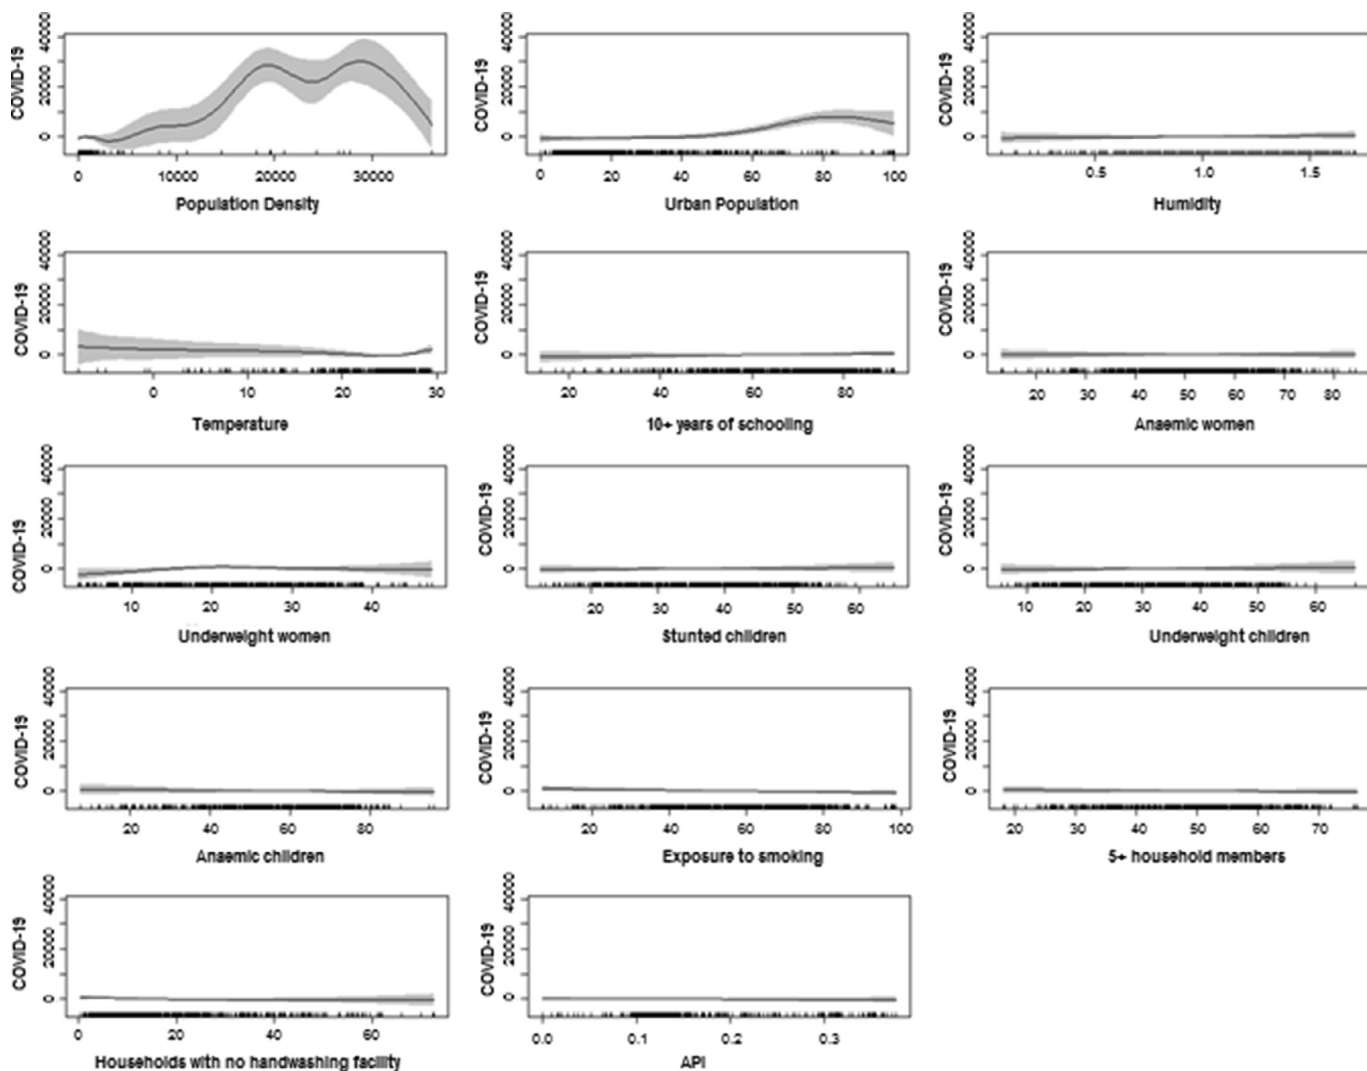 COVID-19
0 20000 40000
0 10000 20000 30000
Population Density
COVID-19
0 20000 40000
0 20 40 60 80 100
Urban Population
COVID-19
0 20000 40000
0.5 1.0 1.5
Humidity
COVID-19
0 20000 40000
0 10 20 30
Temperature
COVID-19
0 20000 40000
20 40 60 80
10+ years of schooling
COVID-19
0 20000 40000
20 30 40 50 60 70 80
Anaemic women
COVID-19
0 20000 40000
10 20 30 40
Underweight women
COVID-19
0 20000 40000
20 30 40 50 60
Stunted children
COVID-19
0 20000 40000
10 20 30 40 50 60
Underweight children
COVID-19
0 20000 40000
20 40 60 80
Anaemic children
COVID-19
0 20000 40000
20 40 60 80 100
Exposure to smoking
COVID-19
0 20000 40000
20 30 40 50 60 70
5+ household members
COVID-19
0 20000 40000
0 20 40 60
Households with no handwashing facility
COVID-19
0 20000 40000
0.0 0.1 0.2 0.3
API